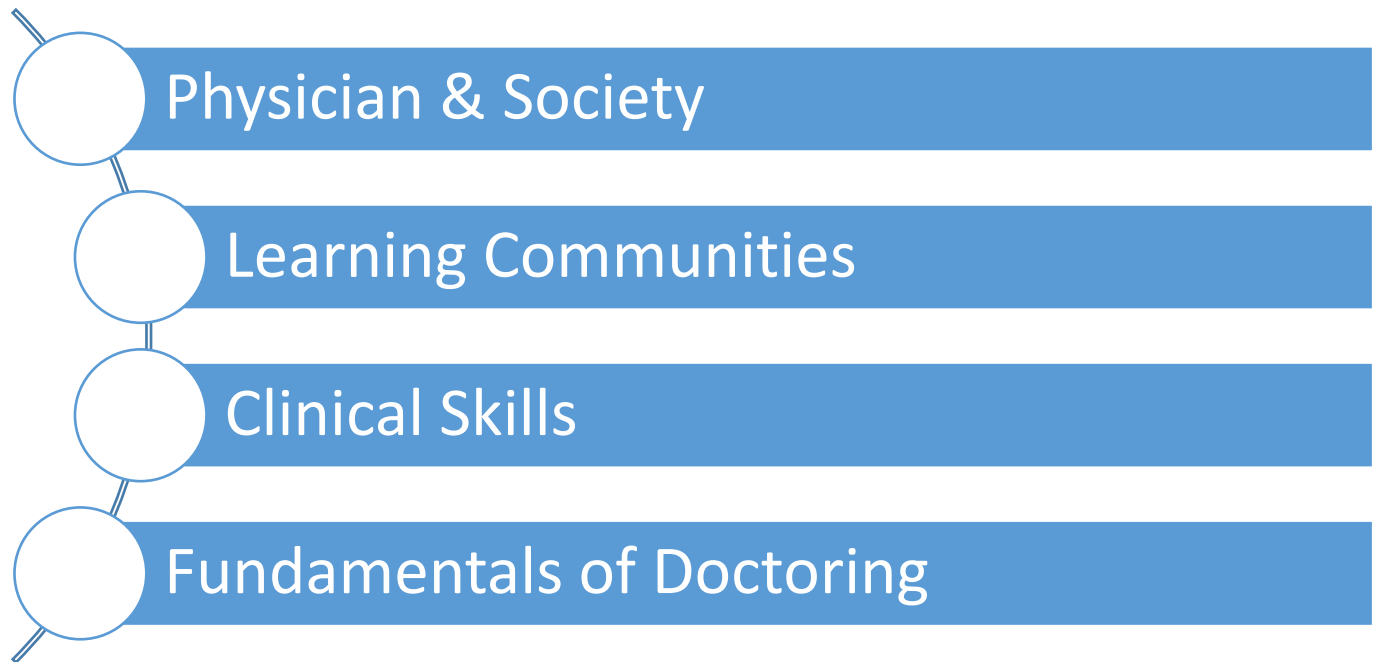 Physician & Society
Learning Communities
Clinical Skills
Fundamentals of Doctoring